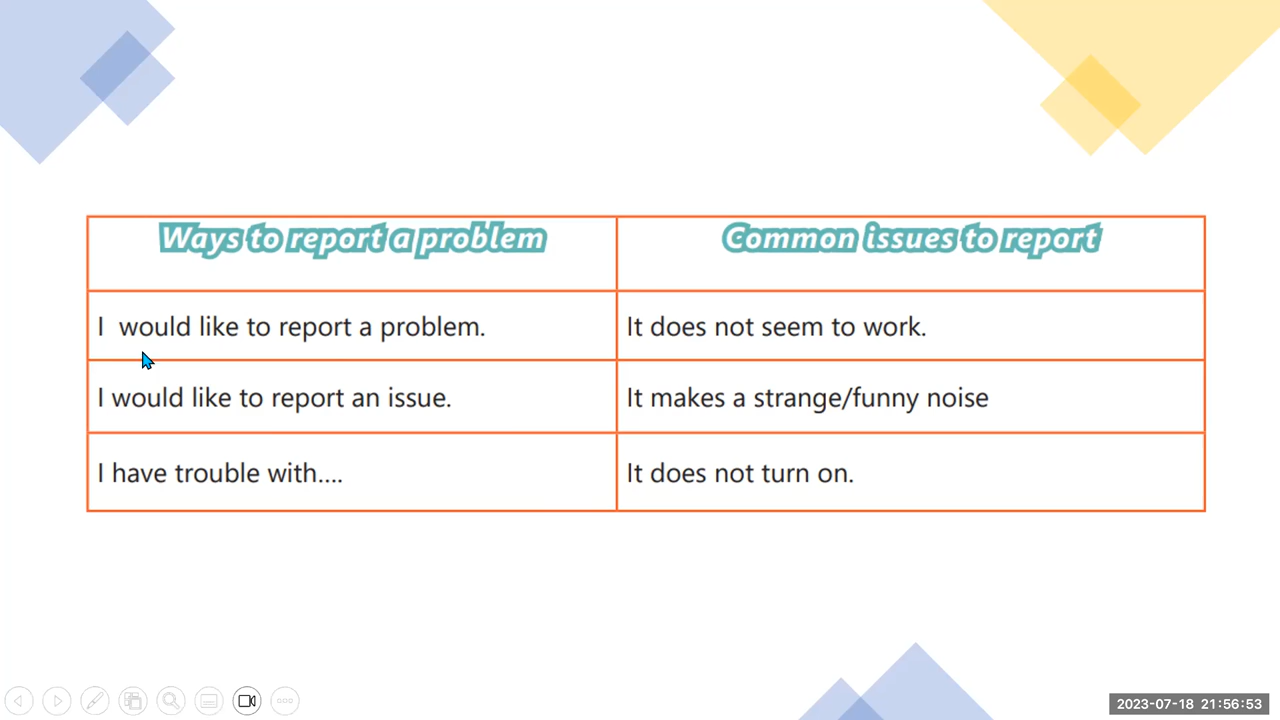 Ways to report a problem
Common issues to report
I would like to report a problem.
It does not seem to work.
I would like to report an issue.
It makes a strange/funny noise
I have trouble with....
It does not turn on.
2023-07-18 21:56:53